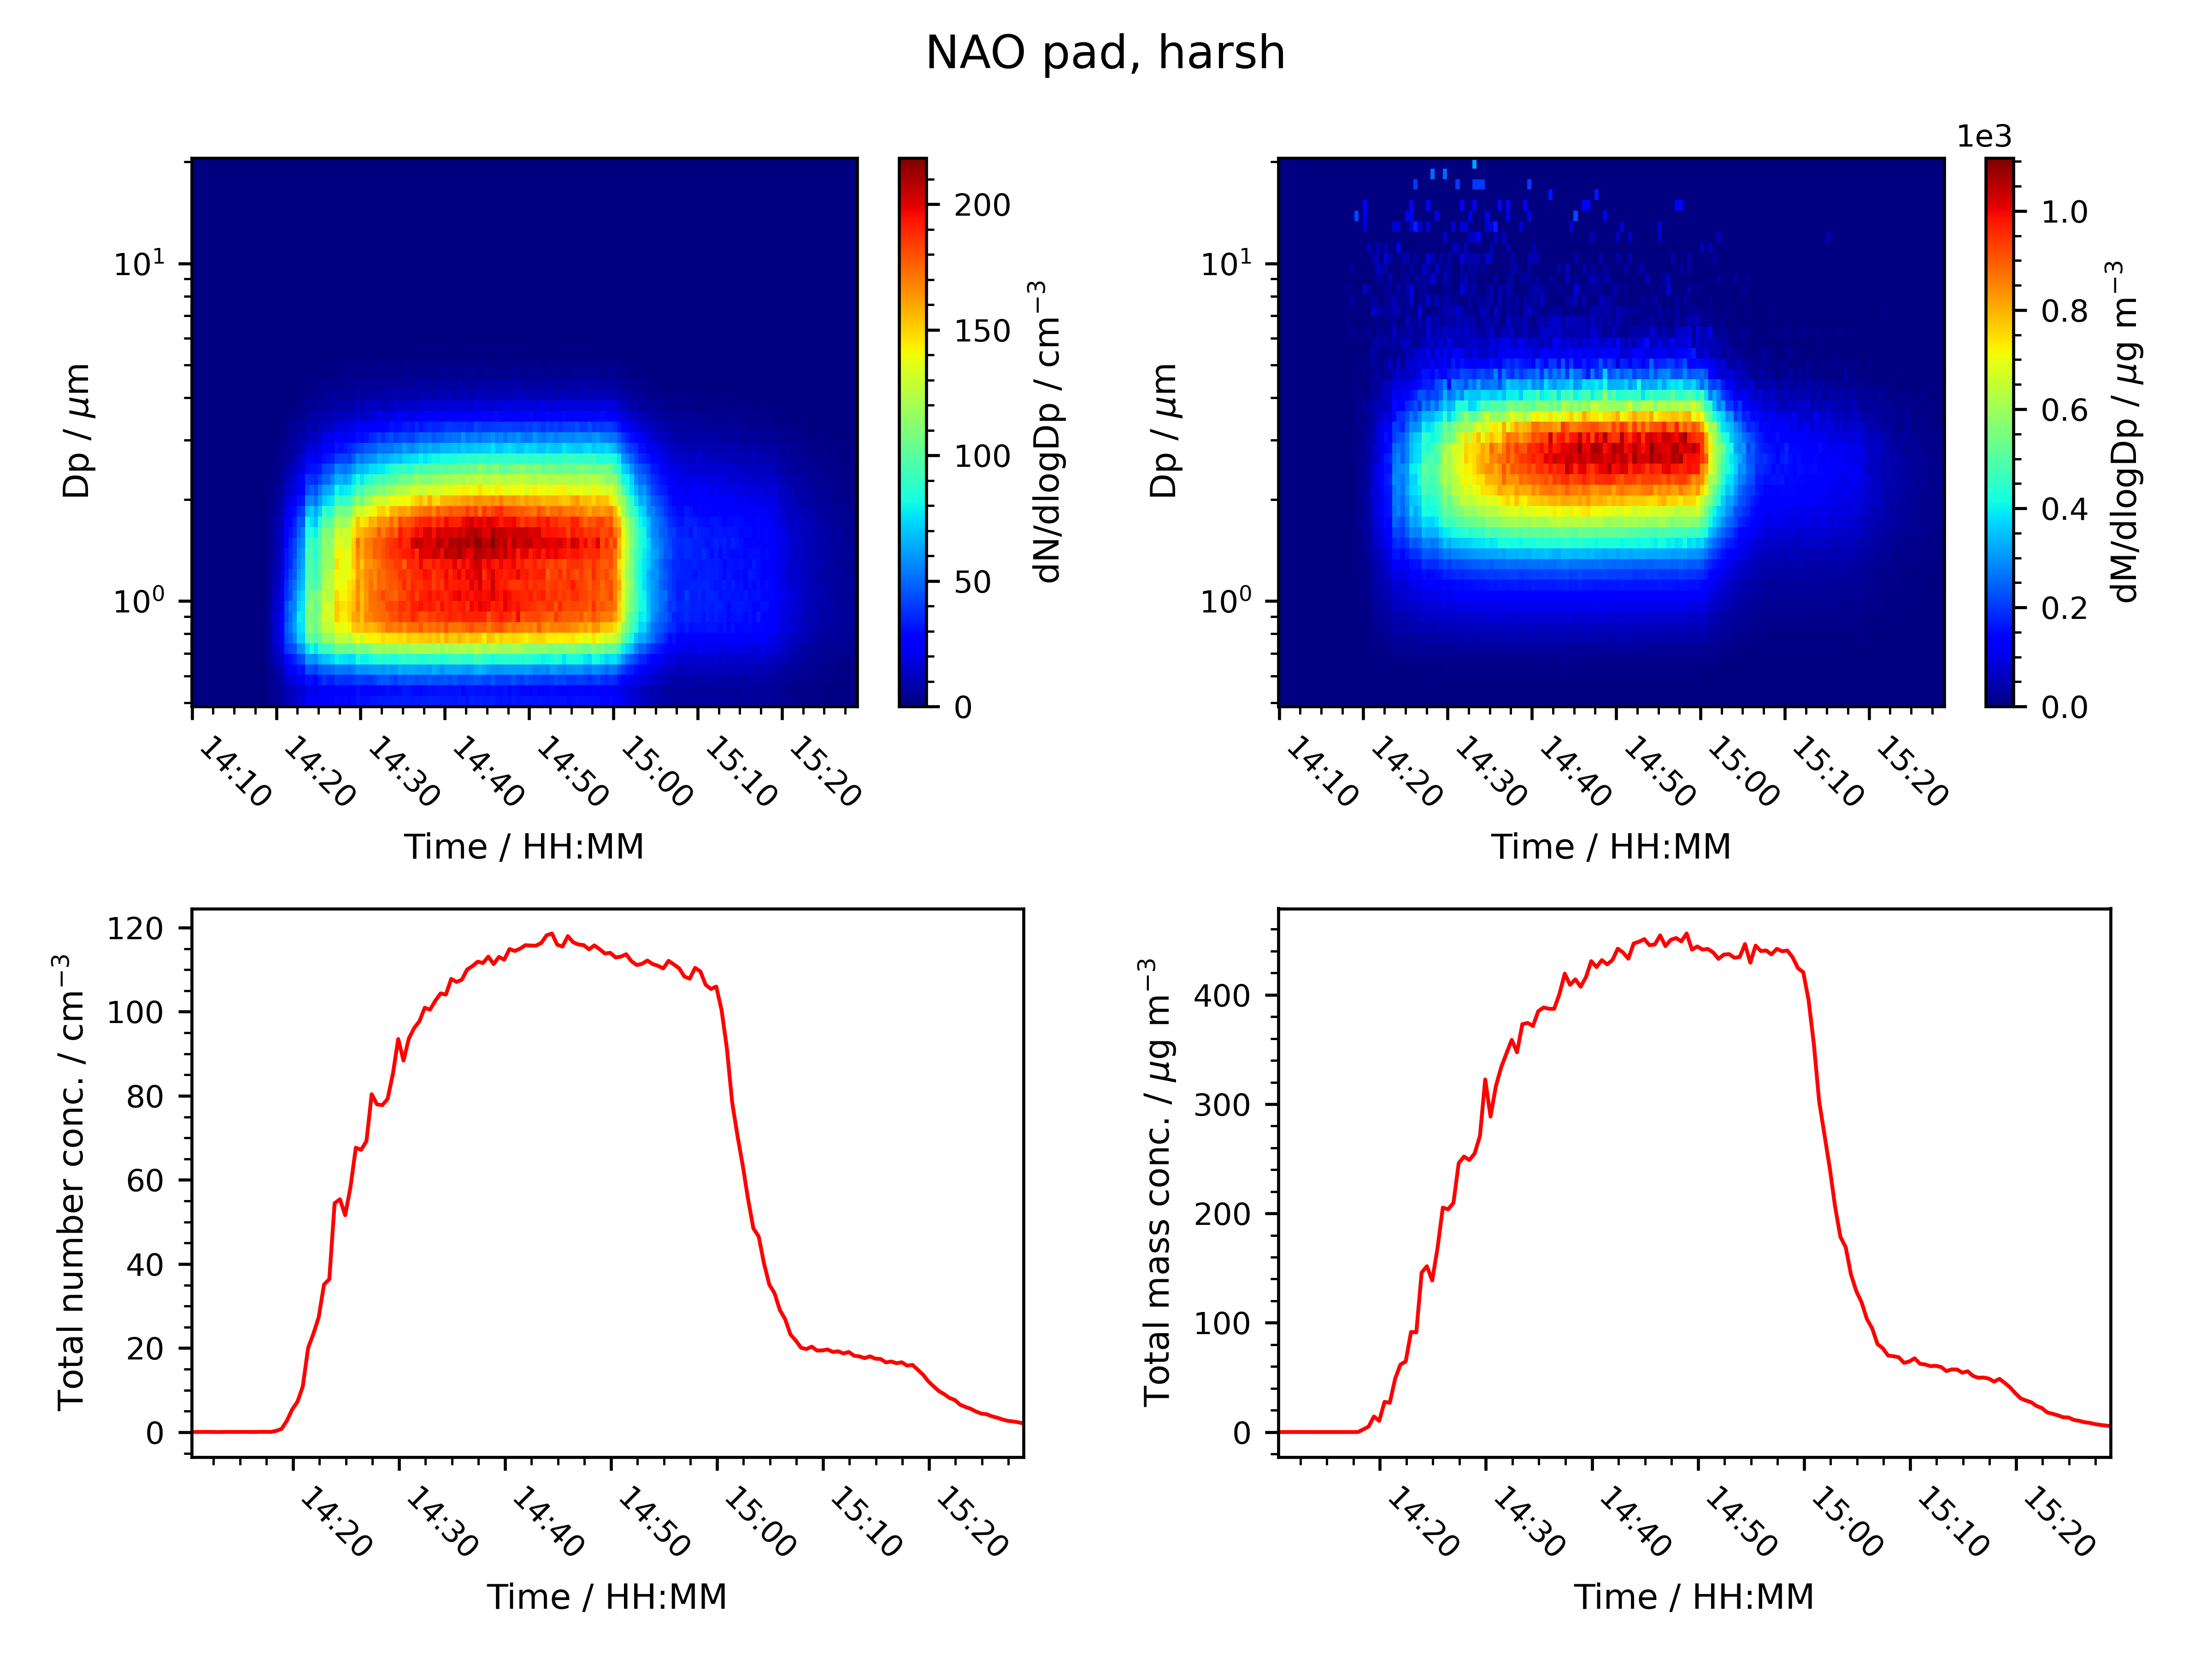 NAO pad, harsh
Dp / μm
10¹
10⁰
14:10 14:20 14:30 14:40 14:50 15:00 15:10 15:20
Time / HH:MM
200
150
100
50
0
dN/dlogDp / cm⁻³
Dp / μm
10¹
10⁰
14:10 14:20 14:30 14:40 14:50 15:00 15:10 15:20
Time / HH:MM
1e3
1.0
0.8
0.6
0.4
0.2
0.0
dM/dlogDp / μg m⁻³
Total number conc. / cm⁻³
120
100
80
60
40
20
0
14:20 14:30 14:40 14:50 15:00 15:10 15:20
Time / HH:MM
Total mass conc. / μg m⁻³
400
300
200
100
0
14:20 14:30 14:40 14:50 15:00 15:10 15:20
Time / HH:MM